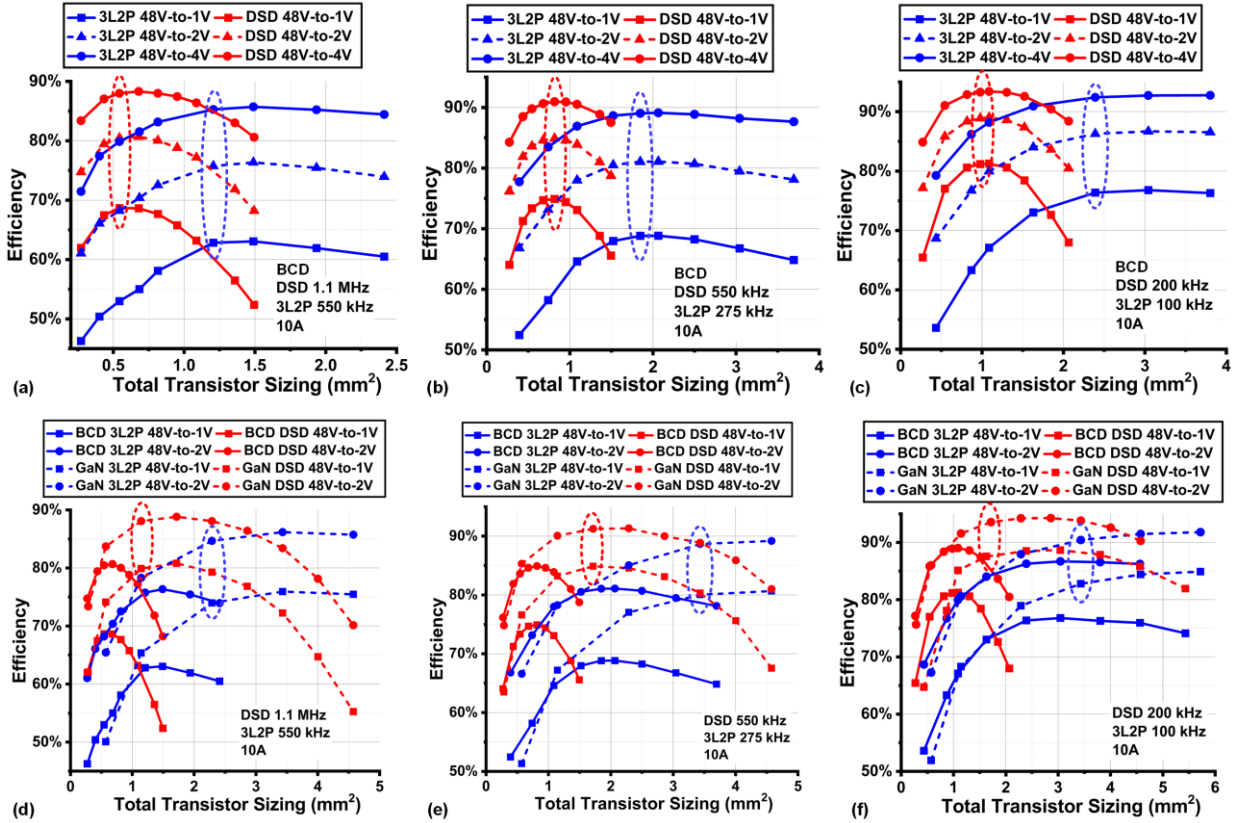 3L2P 48V-to-1V DSD 48V-to-1V
3L2P 48V-to-2V DSD 48V-to-2V
3L2P 48V-to-4V DSD 48V-to-4V
90%
80%
70%
60%
50%
Efficiency
BCD
DSD 1.1 MHz
3L2P 550 kHz
10A
0.5 1.0 1.5 2.0 2.5
(a) Total Transistor Sizing (mm²)
3L2P 48V-to-1V DSD 48V-to-1V
3L2P 48V-to-2V DSD 48V-to-2V
3L2P 48V-to-4V DSD 48V-to-4V
90%
80%
70%
60%
50%
Efficiency
BCD
DSD 550 kHz
3L2P 275 kHz
10A
0 1 2 3 4
(b) Total Transistor Sizing (mm²)
3L2P 48V-to-1V DSD 48V-to-1V
3L2P 48V-to-2V DSD 48V-to-2V
3L2P 48V-to-4V DSD 48V-to-4V
90%
80%
70%
60%
50%
Efficiency
BCD
DSD 200 kHz
3L2P 100 kHz
10A
0 1 2 3 4
(c) Total Transistor Sizing (mm²)
BCD 3L2P 48V-to-1V BCD DSD 48V-to-1V
BCD 3L2P 48V-to-2V BCD DSD 48V-to-2V
GaN 3L2P 48V-to-1V GaN DSD 48V-to-1V
GaN 3L2P 48V-to-2V GaN DSD 48V-to-2V
90%
80%
70%
60%
50%
Efficiency
DSD 1.1 MHz
3L2P 550 kHz
10A
0 1 2 3 4 5
(d) Total Transistor Sizing (mm²)
BCD 3L2P 48V-to-1V BCD DSD 48V-to-1V
BCD 3L2P 48V-to-2V BCD DSD 48V-to-2V
GaN 3L2P 48V-to-1V GaN DSD 48V-to-1V
GaN 3L2P 48V-to-2V GaN DSD 48V-to-2V
90%
80%
70%
60%
50%
Efficiency
DSD 550 kHz
3L2P 275 kHz
10A
0 1 2 3 4 5
(e) Total Transistor Sizing (mm²)
BCD 3L2P 48V-to-1V BCD DSD 48V-to-1V
BCD 3L2P 48V-to-2V BCD DSD 48V-to-2V
GaN 3L2P 48V-to-1V GaN DSD 48V-to-1V
GaN 3L2P 48V-to-2V GaN DSD 48V-to-2V
90%
80%
70%
60%
50%
Efficiency
DSD 200 kHz
3L2P 100 kHz
10A
0 1 2 3 4 5 6
(f) Total Transistor Sizing (mm²)